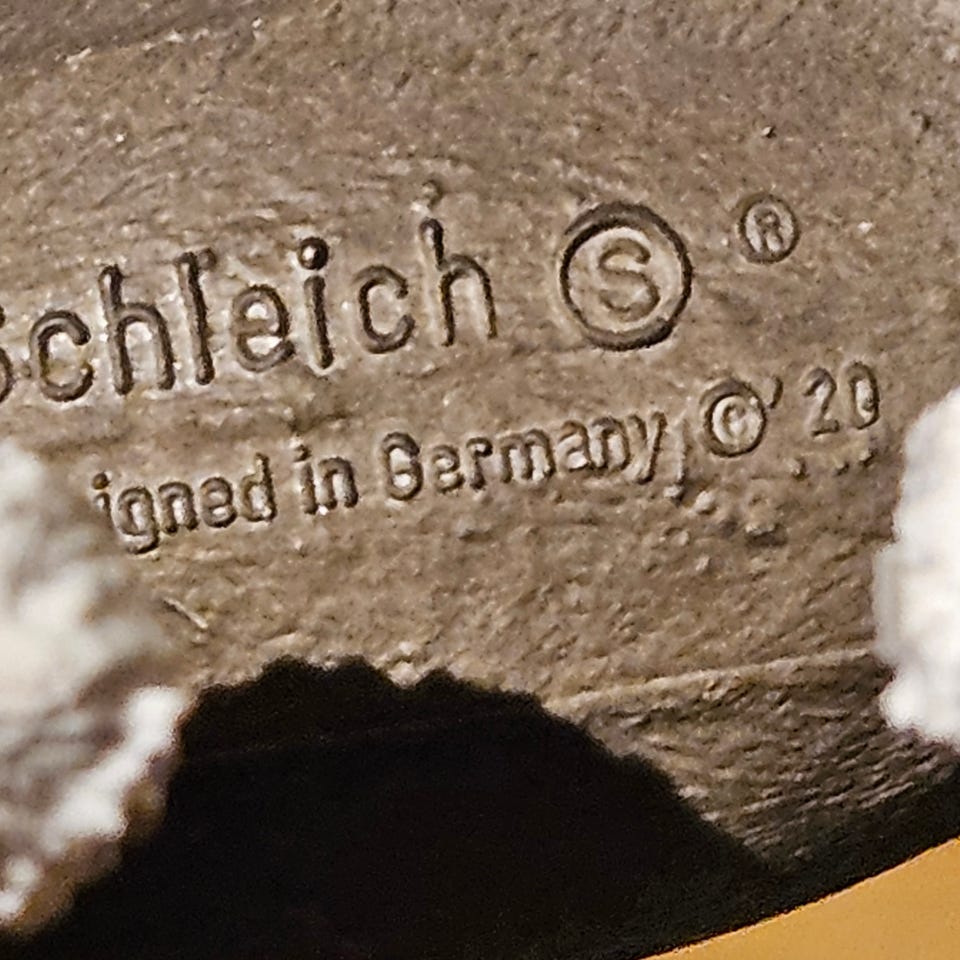 Schleich Ⓢ ®
igned in Germany © 20